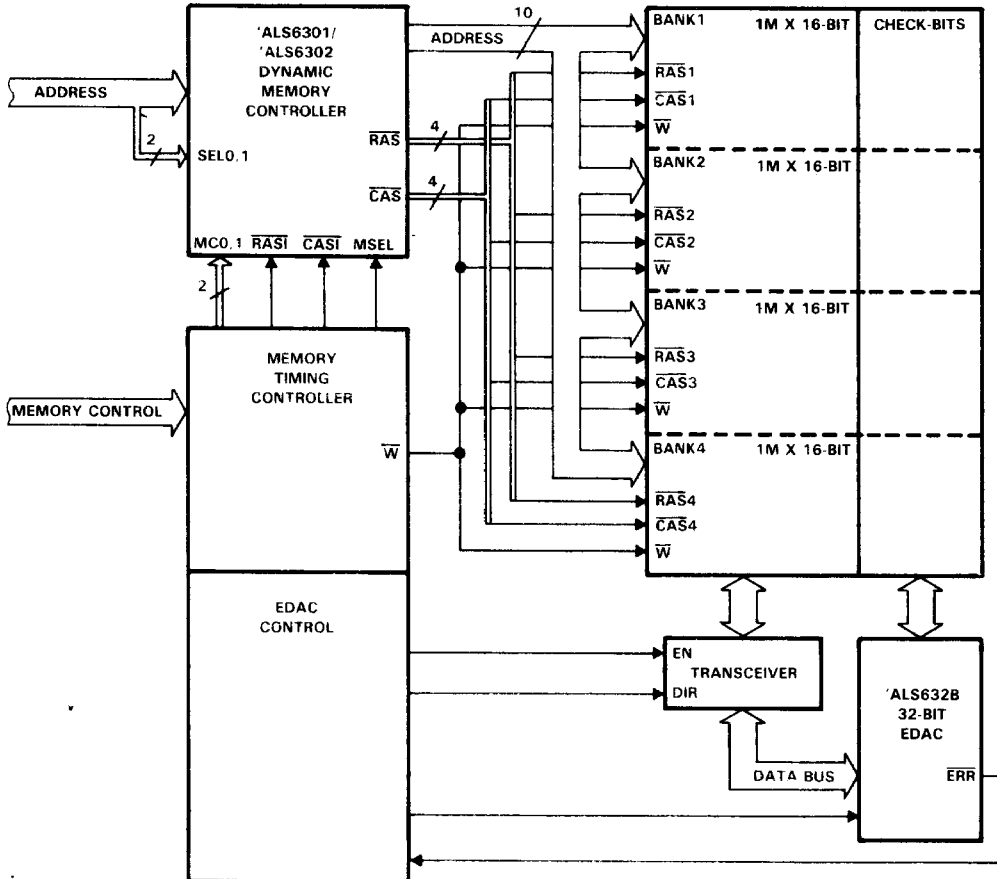 'ALS6301/
'ALS6302
DYNAMIC
MEMORY
CONTROLLER
ADDRESS
2
SEL0,1
RAS
4
CAS
4
MC0,1 RASI CASI MSEL
2
10
ADDRESS
BANK1 1M X 16-BIT CHECK-BITS
RAS1
CAS1
W
BANK2 1M X 16-BIT
RAS2
CAS2
W
BANK3 1M X 16-BIT
RAS3
CAS3
W
BANK4 1M X 16-BIT
RAS4
CAS4
W
MEMORY
TIMING
CONTROLLER
MEMORY CONTROL
W
EDAC
CONTROL
EN
TRANSCEIVER
DIR
'ALS632B
32-BIT
EDAC
DATA BUS
ERR